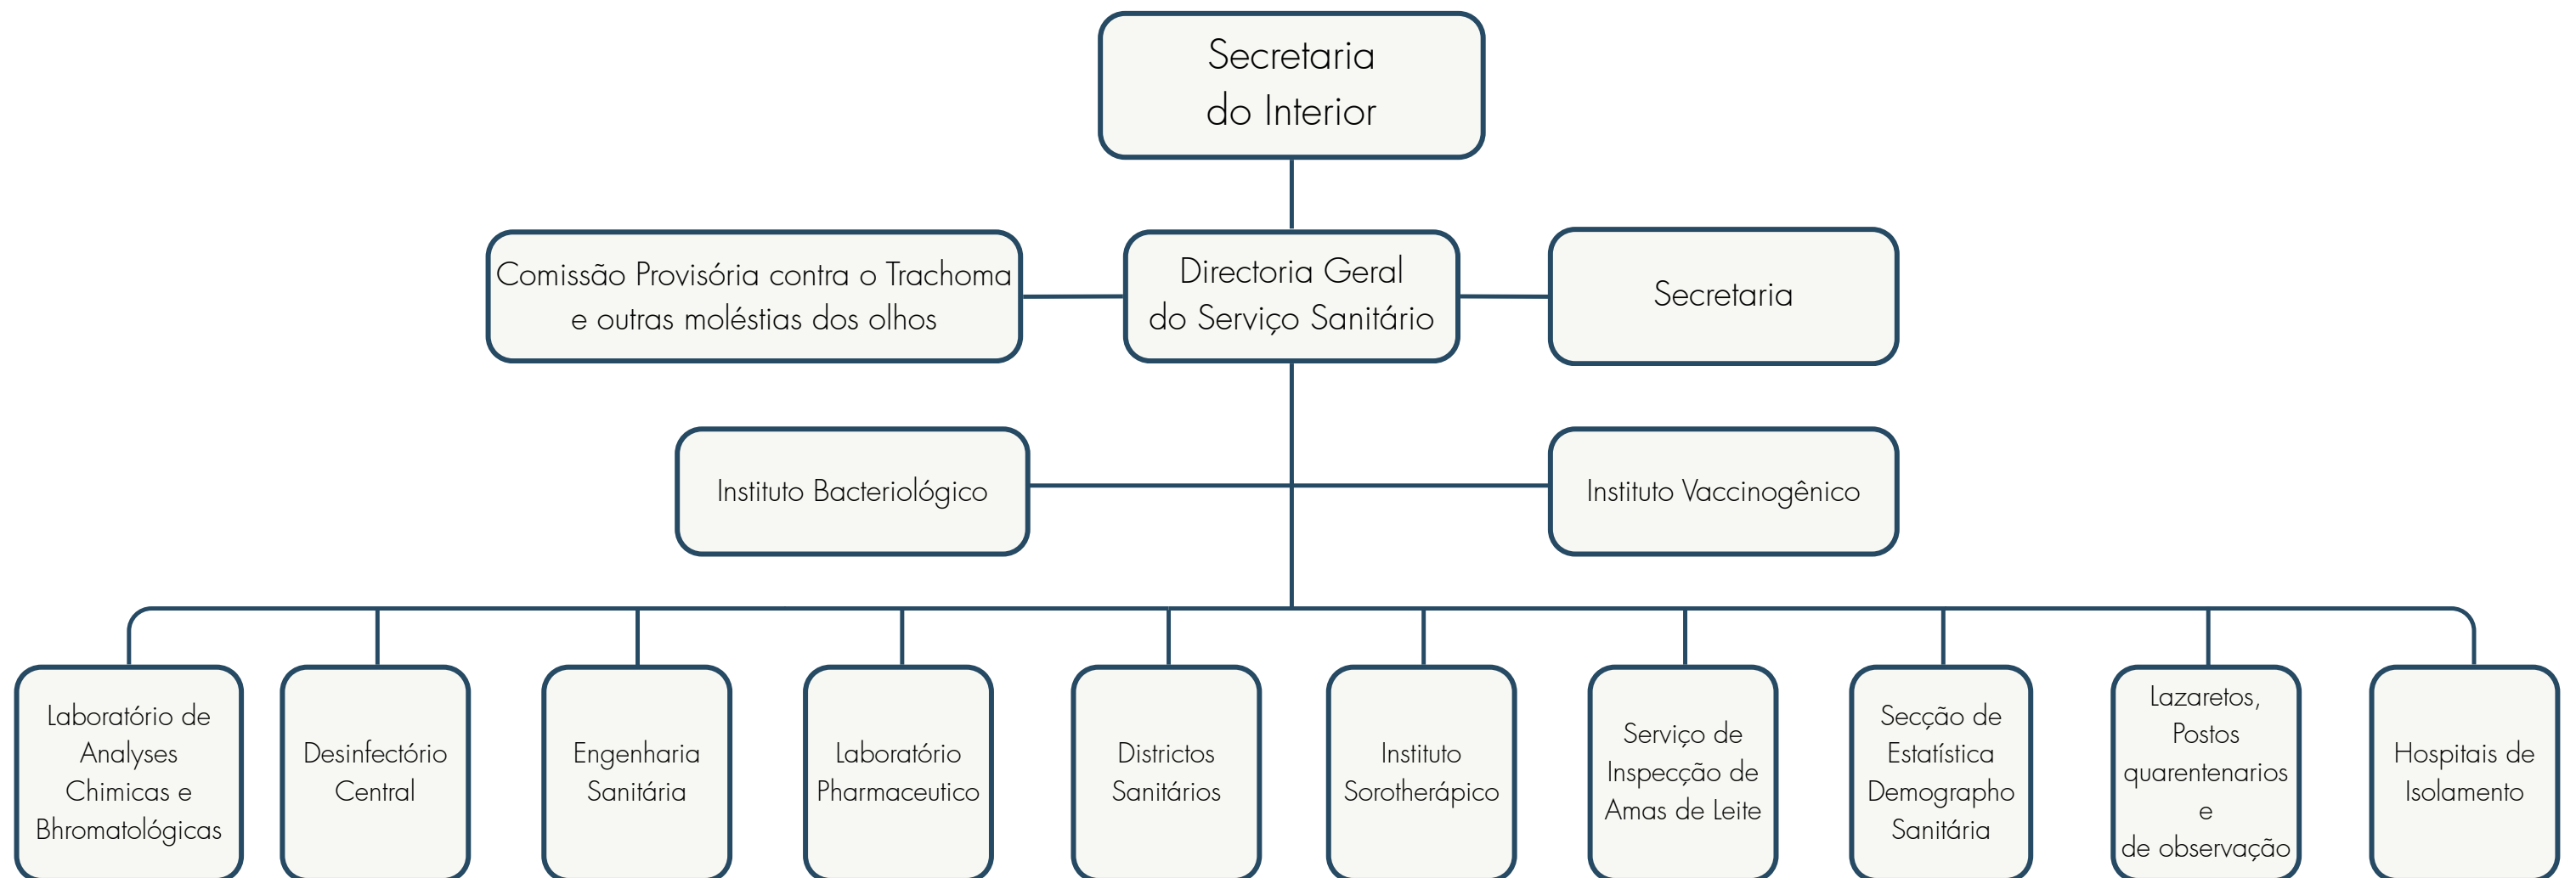 Secretaria
do Interior
Comissão Provisória contra o Trachoma
e outras moléstias dos olhos
Directoria Geral
do Serviço Sanitário
Secretaria
Instituto Bacteriológico
Instituto Vaccinogênico
Laboratório de
Analyses
Chimicas e
Bhromatológicas
Desinfectório
Central
Engenharia
Sanitária
Laboratório
Pharmaceutico
Districtos
Sanitários
Instituto
Sorotherápico
Serviço de
Inspecção de
Amas de Leite
Secção de
Estatística
Demographo
Sanitária
Lazaretos,
Postos
quarentenarios
e
de observação
Hospitais de
Isolamento